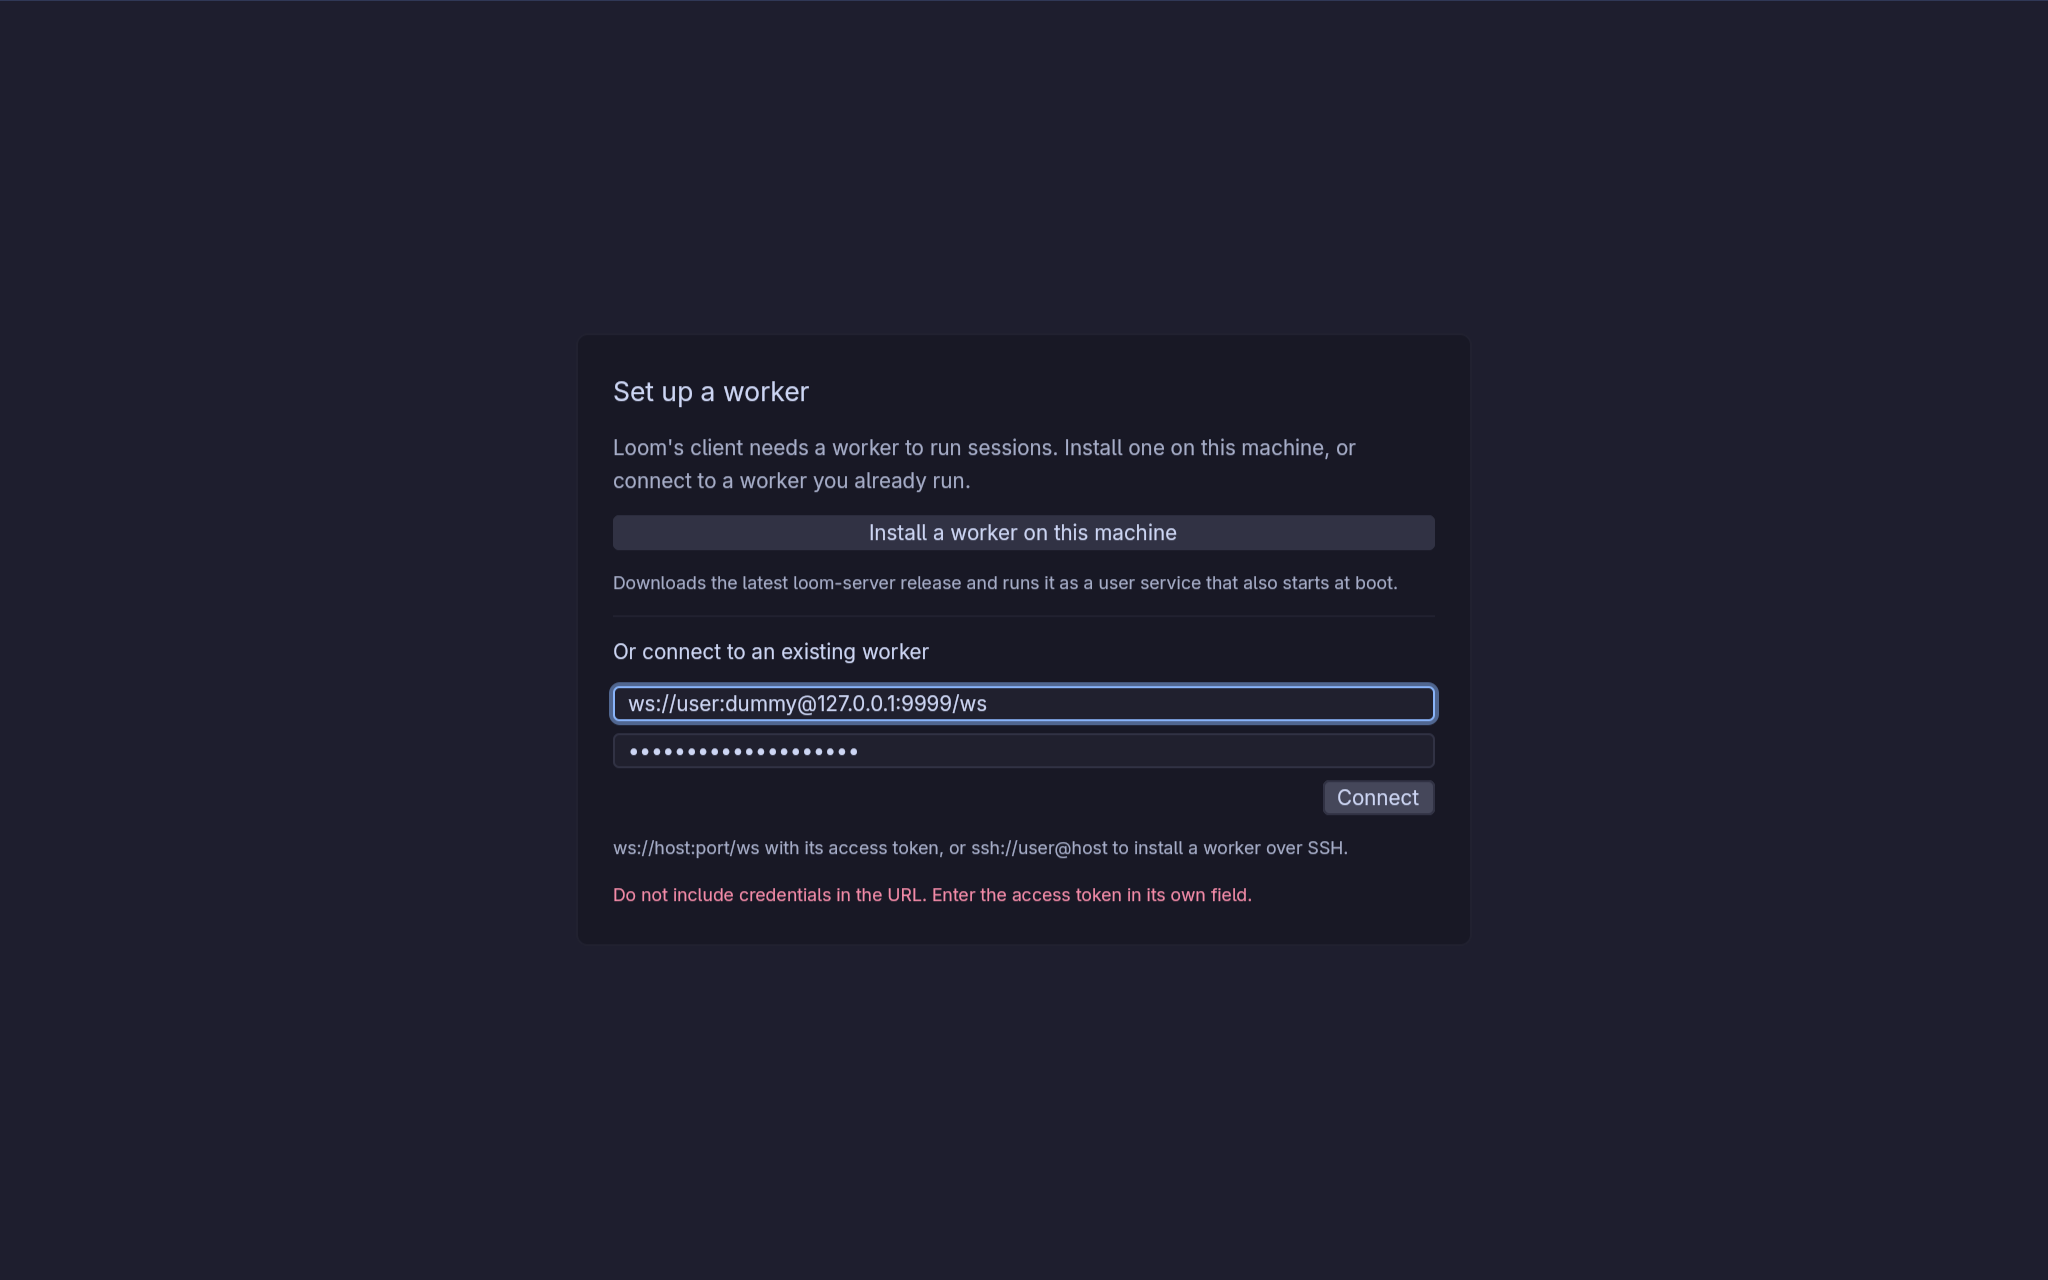 Set up a worker
Loom's client needs a worker to run sessions. Install one on this machine, or
connect to a worker you already run.
Install a worker on this machine
Downloads the latest loom-server release and runs it as a user service that also starts at boot.
Or connect to an existing worker
ws://user:dummy@127.0.0.1:9999/ws
••••••••••••••••••••
Connect
ws://host:port/ws with its access token, or ssh://user@host to install a worker over SSH.
Do not include credentials in the URL. Enter the access token in its own field.